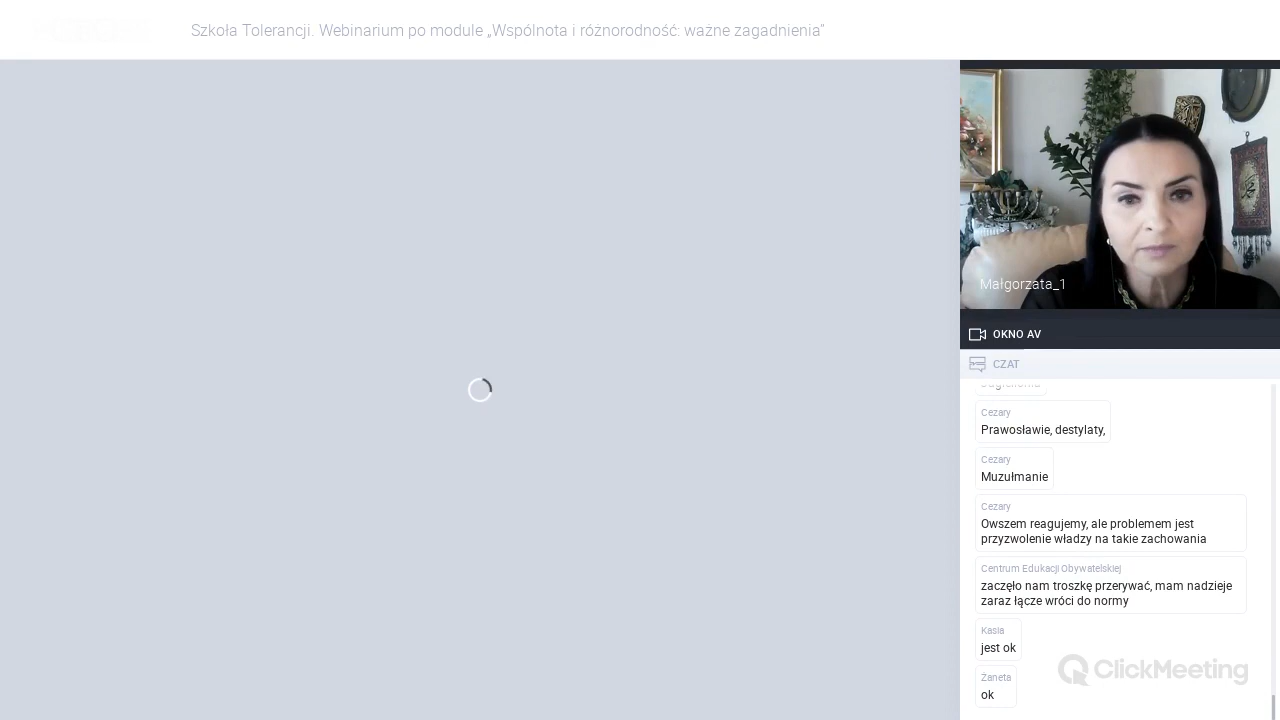 Szkoła Tolerancji. Webinarium po module „Wspólnota i różnorodność: ważne zagadnienia”
Małgorzata_1
OKNO AV
CZAT
Cezary
Prawosławie, destylaty,
Cezary
Muzułmanie
Cezary
Owszem reagujemy, ale problemem jest
przyzwolenie władzy na takie zachowania
Centrum Edukacji Obywatelskiej
zaczęło nam troszkę przerywać, mam nadzieje
zaraz łącze wróci do normy
Kasia
jest ok
Żaneta
ok
ClickMeeting